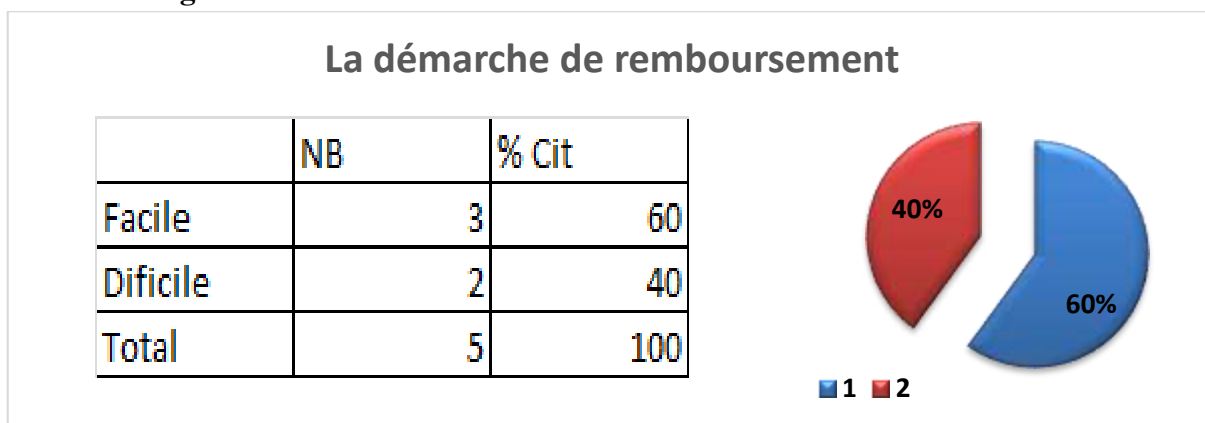 La démarche de remboursement
NB % Cit
Facile 3 60
Dificile 2 40
Total 5 100
40%
60%
1 2